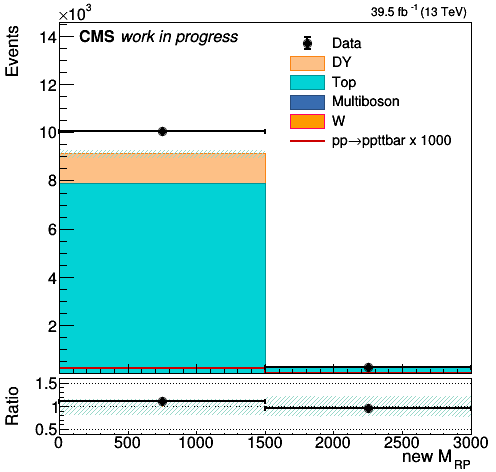 ×10³
39.5 fb⁻¹ (13 TeV)
Events
CMS work in progress
14
12
10
8
6
4
2
Data
DY
Top
Multiboson
W
pp→ppttbar x 1000
Ratio
1.5
1
0.5
0 500 1000 1500 2000 2500 3000
new M_RP